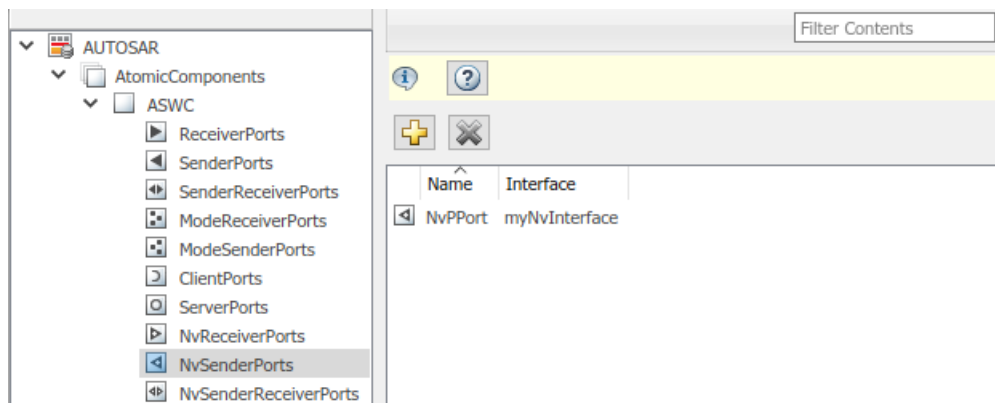 AUTOSAR
AtomicComponents
ASWC
ReceiverPorts
SenderPorts
SenderReceiverPorts
ModeReceiverPorts
ModeSenderPorts
ClientPorts
ServerPorts
NvReceiverPorts
NvSenderPorts
NvSenderReceiverPorts
Filter Contents
Name Interface
NvPPort myNvInterface